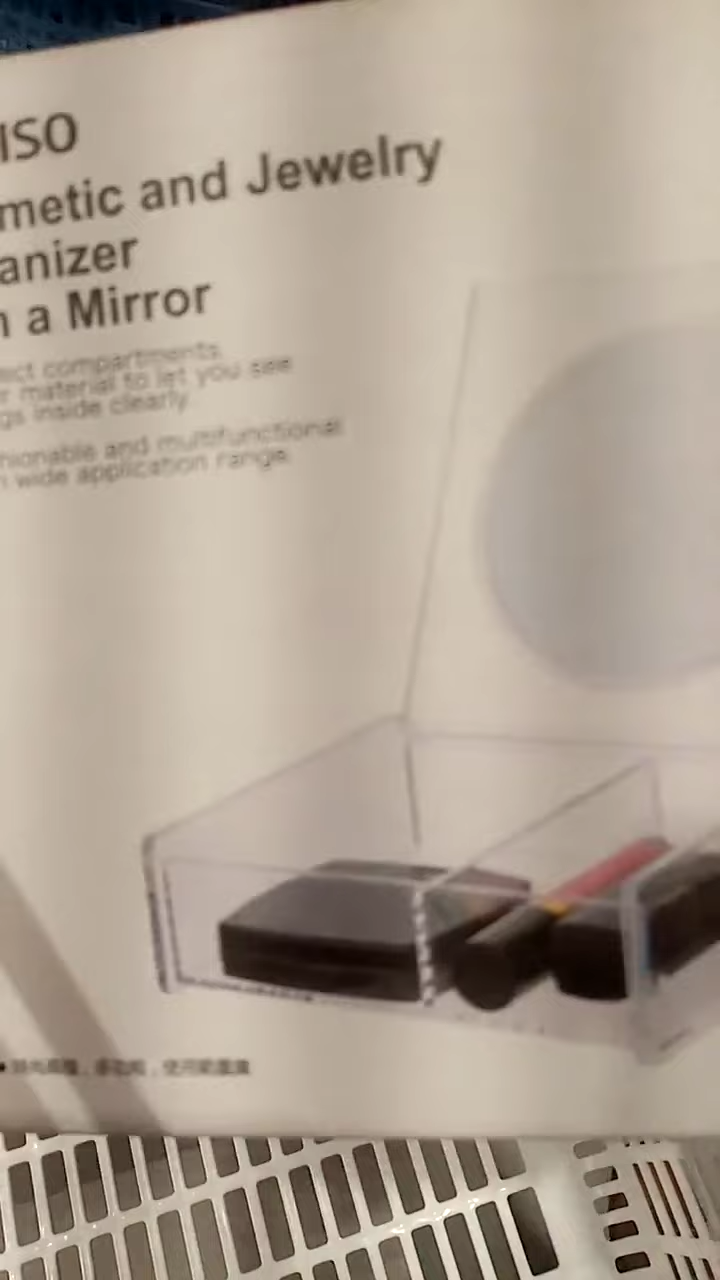 ISO
metic and Jewelry
anizer
n a Mirror
ect compartments.
r material to let you see
gs inside clearly.
hionable and multifunctional
n wide application range.